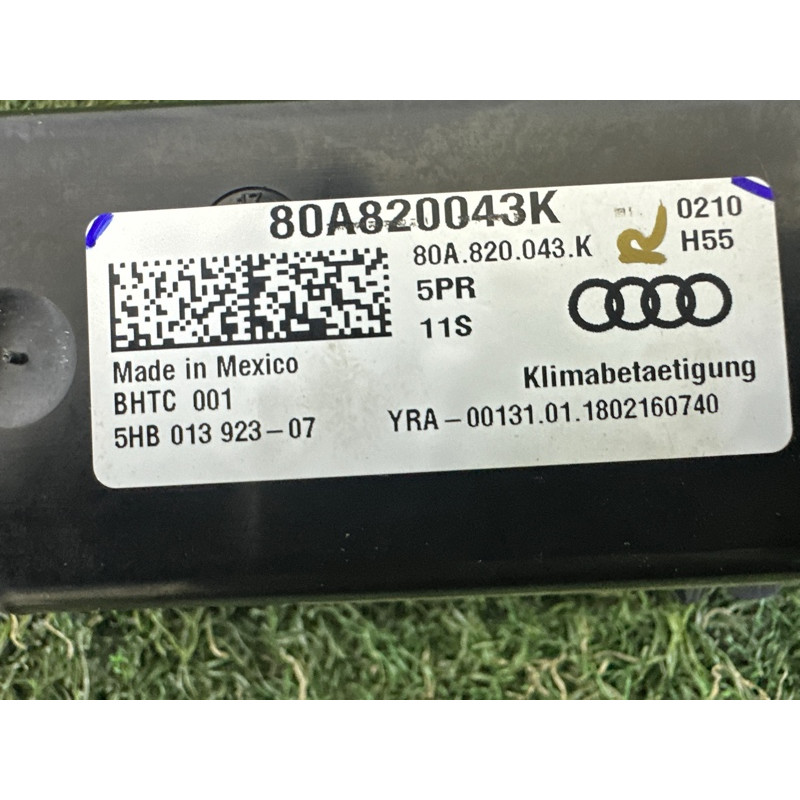 80A820043K
80A.820.043.K
0210
H55
5PR
11S
Made in Mexico
BHTC 001
5HB 013 923-07
Klimabetaetigung
YRA-00131.01.1802160740